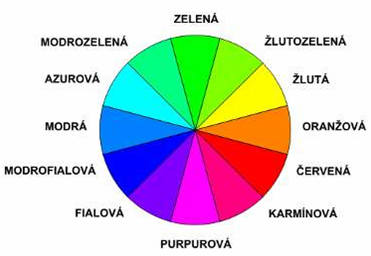 ZELENÁ
MODROZELENÁ
ŽLUTOZELENÁ
AZUROVÁ
ŽLUTÁ
MODRÁ
ORANŽOVÁ
MODROFIALOVÁ
ČERVENÁ
FIALOVÁ
KARMÍNOVÁ
PURPUROVÁ